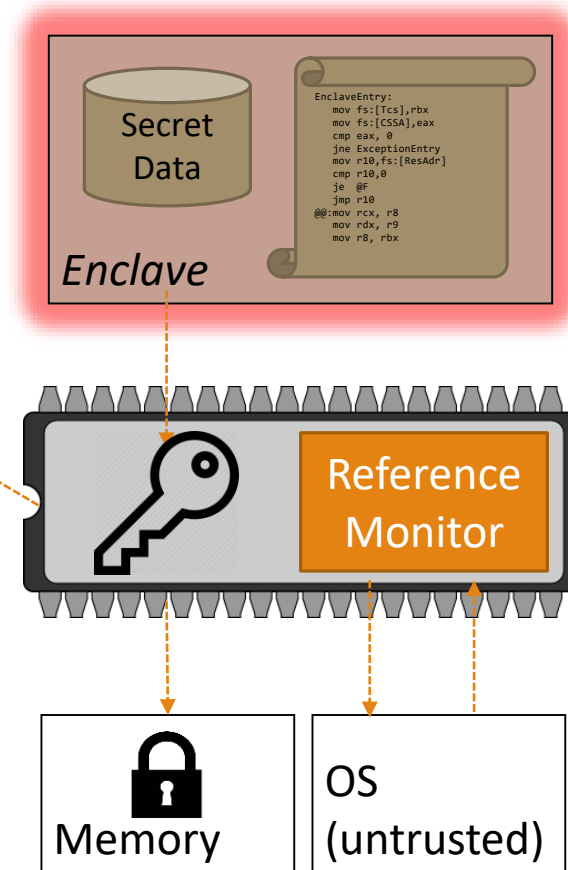 Secret
Data
EnclaveEntry:
mov fs:[Tcs],rbx
mov fs:[CSSA],eax
cmp eax, 0
jne ExceptionEntry
mov r10,fs:[ResAdr]
cmp r10,0
je @F
jmp r10
@@:mov rcx, r8
mov rdx, r9
mov r8, rbx
Enclave
Reference
Monitor
Memory
OS
(untrusted)